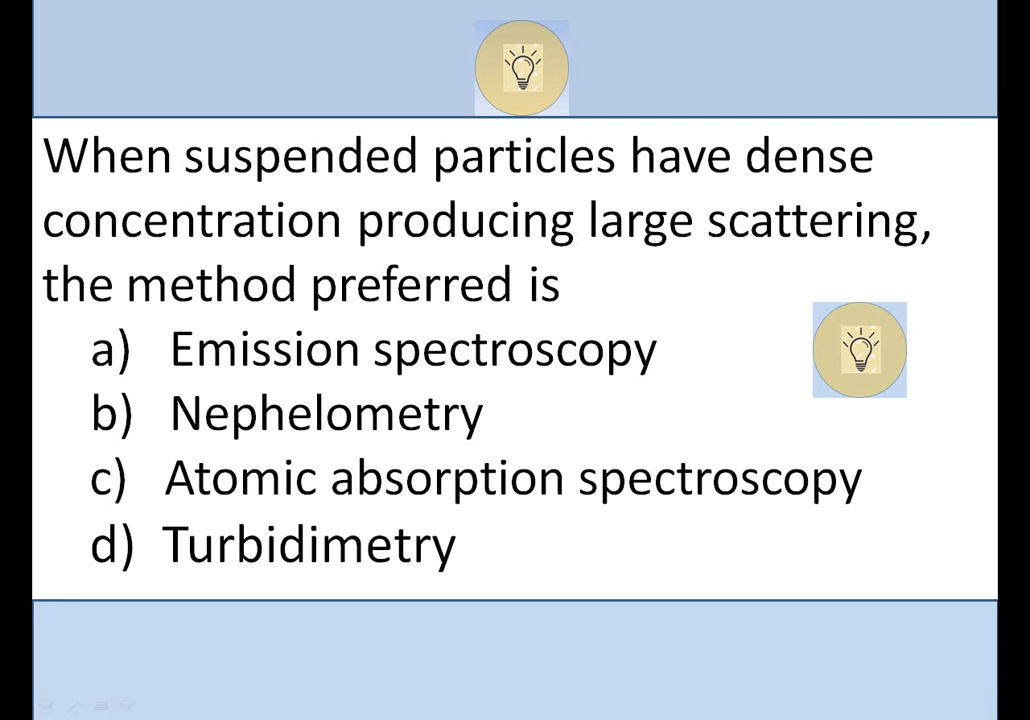 When suspended particles have dense
concentration producing large scattering,
the method preferred is
a) Emission spectroscopy
b) Nephelometry
c) Atomic absorption spectroscopy
d) Turbidimetry